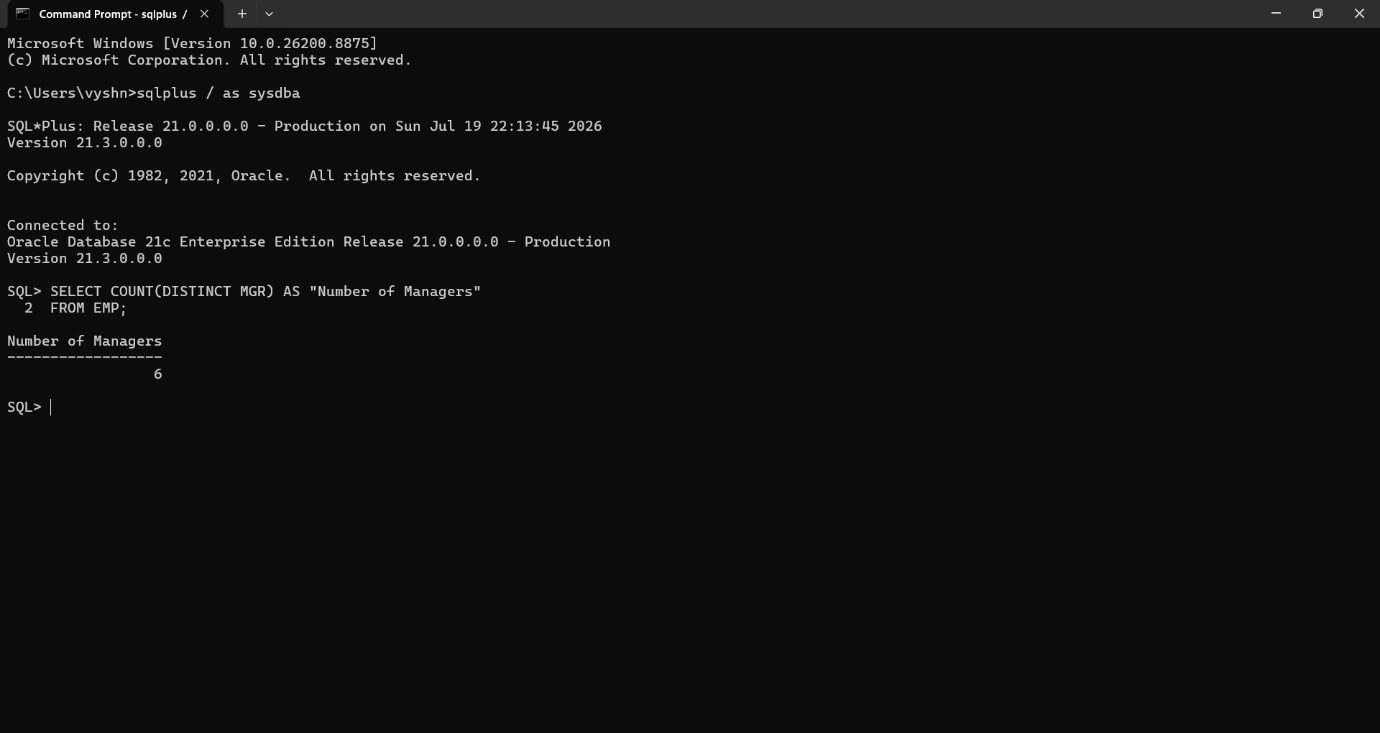 Command Prompt - sqlplus /
Microsoft Windows [Version 10.0.26200.8875]
(c) Microsoft Corporation. All rights reserved.
C:\Users\vyshn>sqlplus / as sysdba
SQL*Plus: Release 21.0.0.0.0 - Production on Sun Jul 19 22:13:45 2026
Version 21.3.0.0.0
Copyright (c) 1982, 2021, Oracle.  All rights reserved.
Connected to:
Oracle Database 21c Enterprise Edition Release 21.0.0.0.0 - Production
Version 21.3.0.0.0
SQL> SELECT COUNT(DISTINCT MGR) AS "Number of Managers"
  2  FROM EMP;
Number of Managers
------------------
                 6
SQL>